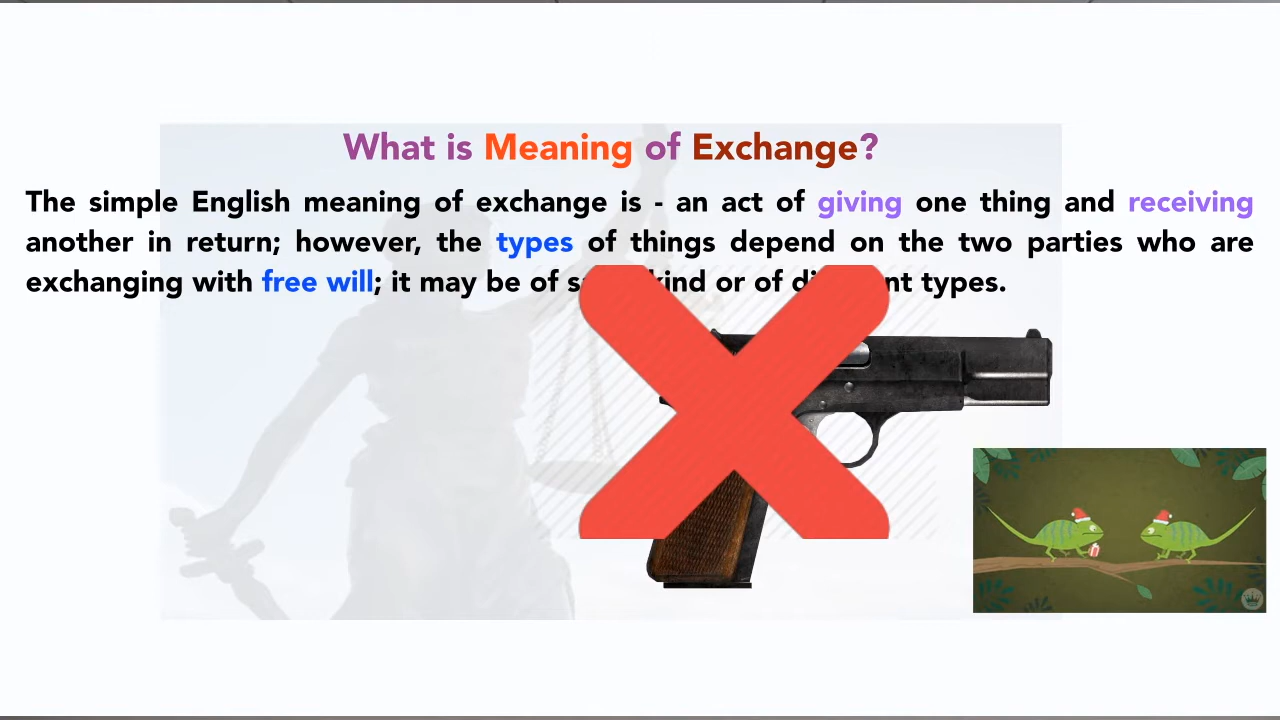 What is Meaning of Exchange?
The simple English meaning of exchange is - an act of giving one thing and receiving
another in return; however, the types of things depend on the two parties who are
exchanging with free will; it may be of kind or of types.